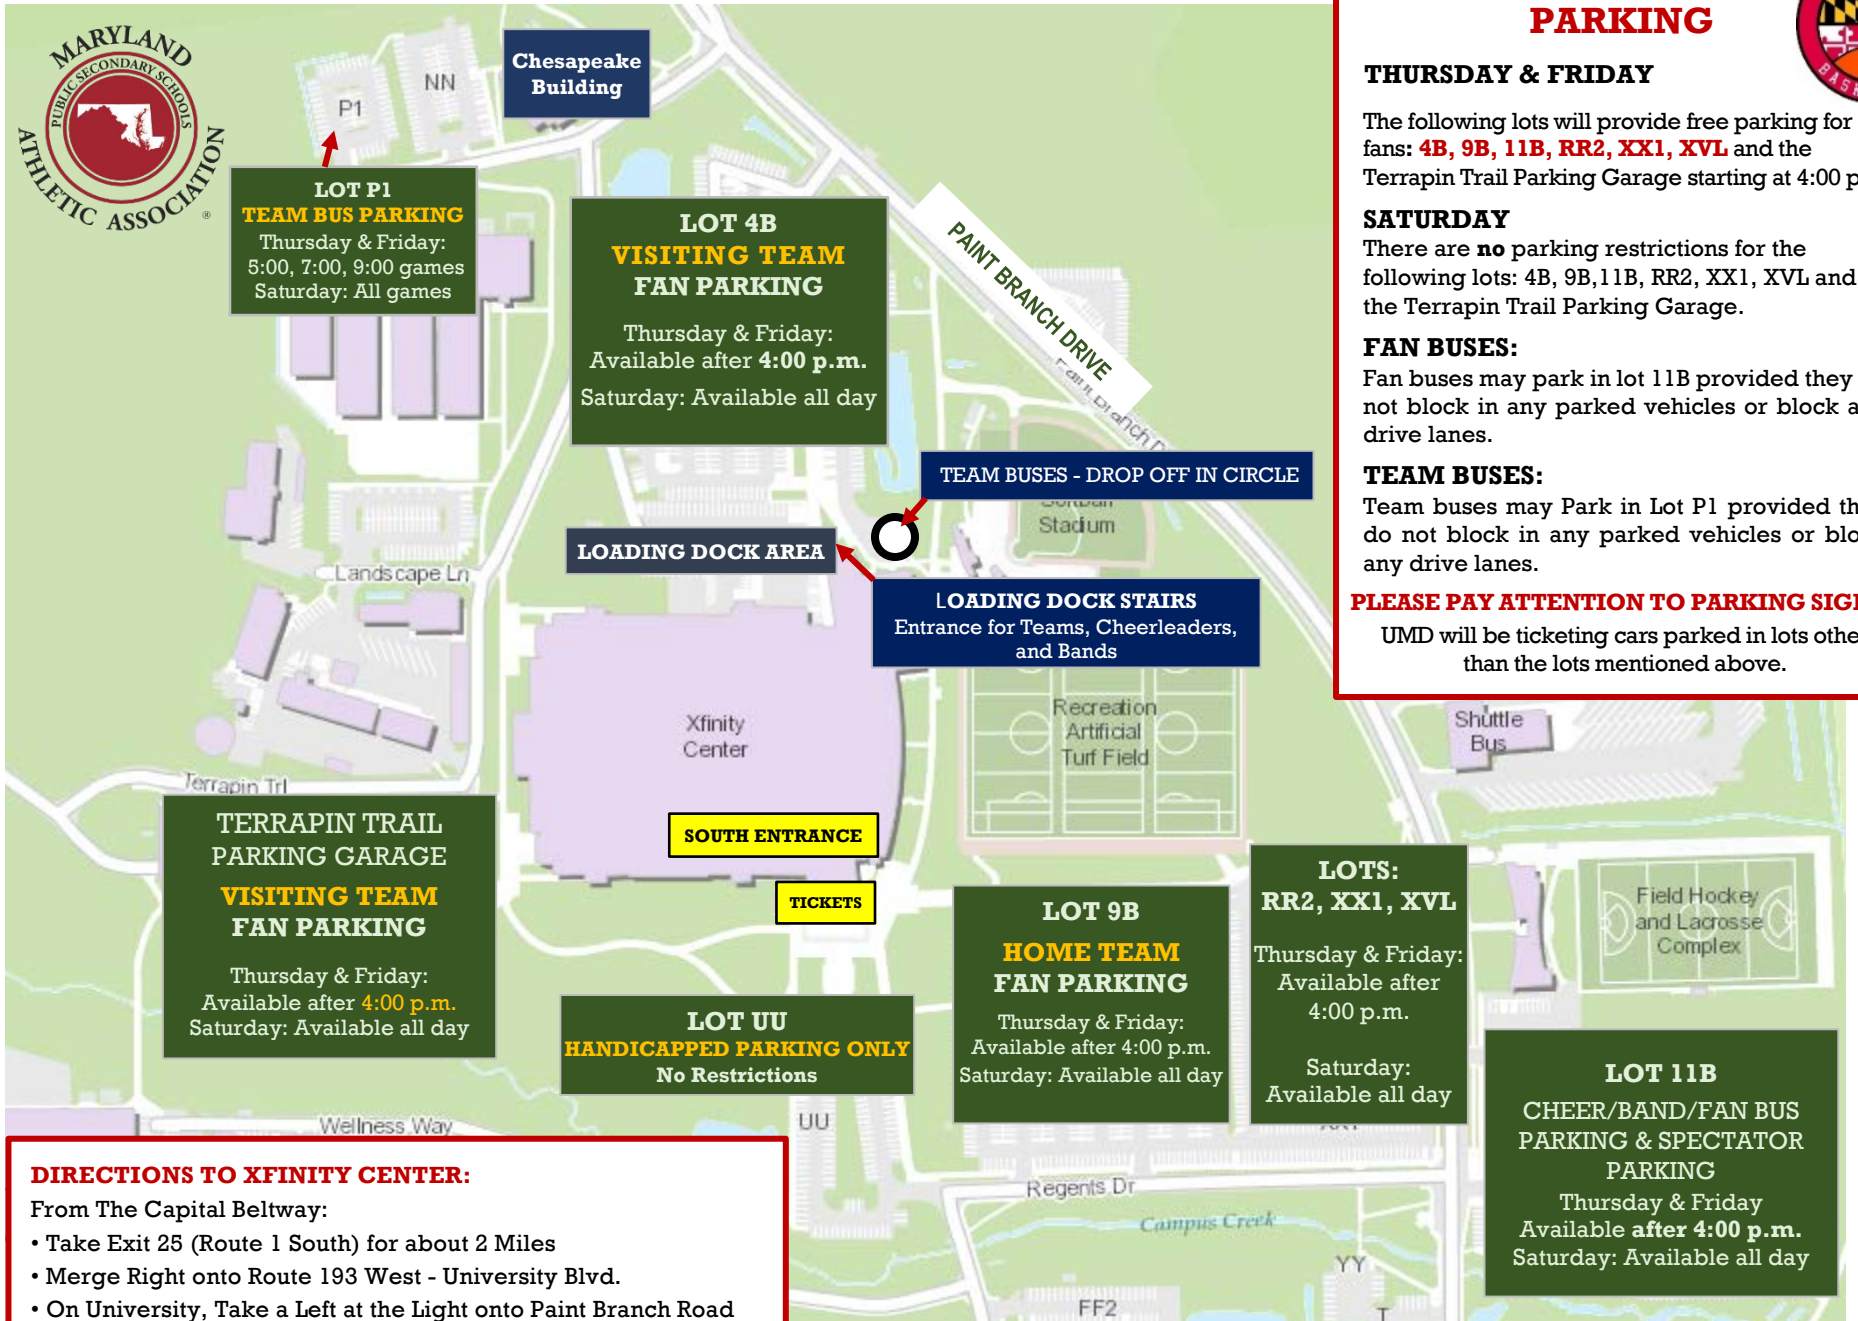 MARYLAND
PUBLIC SECONDARY SCHOOLS
ATHLETIC ASSOCIATION
®
P1
NN
Chesapeake
Building
LOT P1
TEAM BUS PARKING
Thursday & Friday:
5:00, 7:00, 9:00 games
Saturday: All games
LOT 4B
VISITING TEAM
FAN PARKING
Thursday & Friday:
Available after 4:00 p.m.
Saturday: Available all day
PAINT BRANCH DRIVE
PARKING
THURSDAY & FRIDAY
The following lots will provide free parking for
fans: 4B, 9B, 11B, RR2, XX1, XVL and the
Terrapin Trail Parking Garage starting at 4:00 p
SATURDAY
There are no parking restrictions for the
following lots: 4B, 9B,11B, RR2, XX1, XVL and
the Terrapin Trail Parking Garage.
FAN BUSES:
Fan buses may park in lot 11B provided they
not block in any parked vehicles or block a
drive lanes.
TEAM BUSES:
Team buses may Park in Lot P1 provided th
do not block in any parked vehicles or blo
any drive lanes.
PLEASE PAY ATTENTION TO PARKING SIG
UMD will be ticketing cars parked in lots othe
than the lots mentioned above.
TEAM BUSES - DROP OFF IN CIRCLE
Softball
Stadium
LOADING DOCK AREA
LOADING DOCK STAIRS
Entrance for Teams, Cheerleaders,
and Bands
Landscape Ln
Xfinity
Center
Recreation
Artificial
Turf Field
Shuttle
Bus
Terrapin Trl
TERRAPIN TRAIL
PARKING GARAGE
VISITING TEAM
FAN PARKING
Thursday & Friday:
Available after 4:00 p.m.
Saturday: Available all day
SOUTH ENTRANCE
TICKETS
LOT UU
HANDICAPPED PARKING ONLY
No Restrictions
LOT 9B
HOME TEAM
FAN PARKING
Thursday & Friday:
Available after 4:00 p.m.
Saturday: Available all day
LOTS:
RR2, XX1, XVL
Thursday & Friday:
Available after
4:00 p.m.
Saturday:
Available all day
Field Hockey
and Lacrosse
Complex
LOT 11B
CHEER/BAND/FAN BUS
PARKING & SPECTATOR
PARKING
Thursday & Friday
Available after 4:00 p.m.
Saturday: Available all day
Wellness Way
UU
Regents Dr
Campus Creek
YY
FF2
T
DIRECTIONS TO XFINITY CENTER:
From The Capital Beltway:
• Take Exit 25 (Route 1 South) for about 2 Miles
• Merge Right onto Route 193 West - University Blvd.
• On University, Take a Left at the Light onto Paint Branch Road